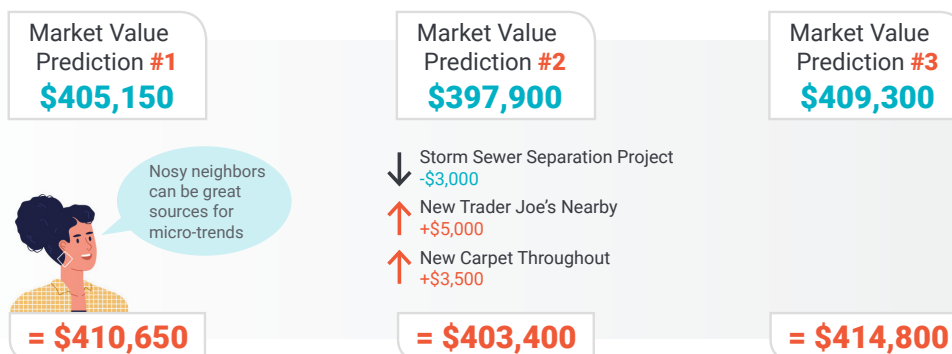 Market Value
Prediction #1
$405,150
Market Value
Prediction #2
$397,900
Market Value
Prediction #3
$409,300
Nosy neighbors
can be great
sources for
micro-trends
Storm Sewer Separation Project
-$3,000
New Trader Joe's Nearby
+$5,000
New Carpet Throughout
+$3,500
= $410,650
= $403,400
= $414,800